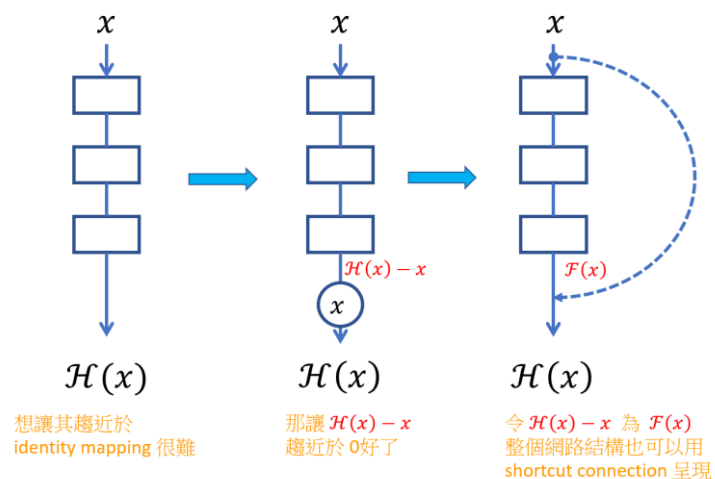 x
x
x
ℋ(x) − x
x
ℱ(x)
ℋ(x)
ℋ(x)
ℋ(x)
想讓其趨近於
identity mapping 很難
那讓 ℋ(x) − x
趨近於 0好了
令 ℋ(x) − x 為 ℱ(x)
整個網路結構也可以用
shortcut connection 呈現